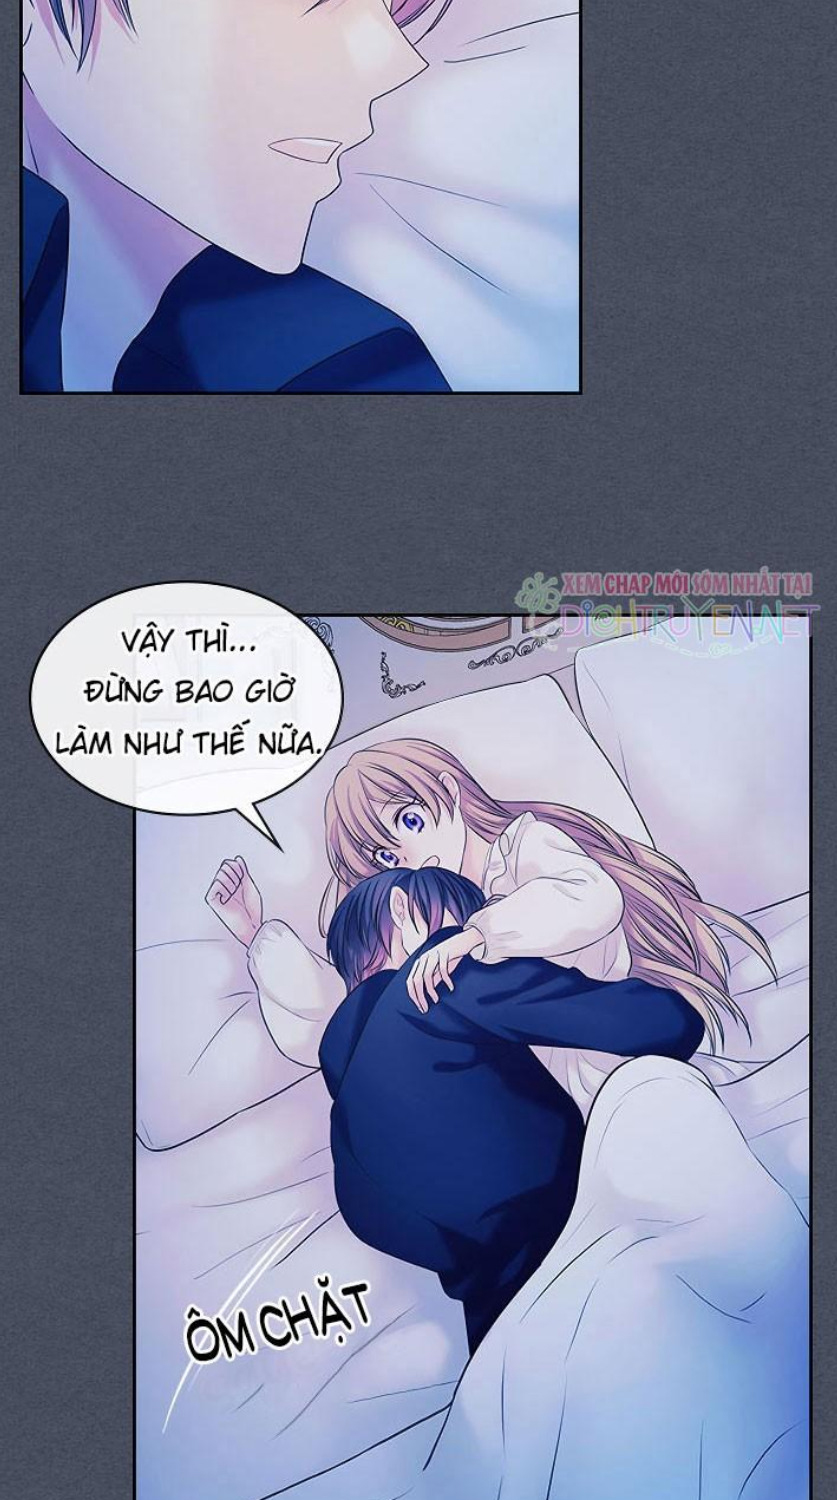 XEM CHAP MỚI SỚM NHẤT TẠI
DICHTRUYEN.NET
VẬY THÌ...
ĐỪNG BAO GIỜ
LÀM NHƯ THẾ NỮA.
ÔM CHẶT